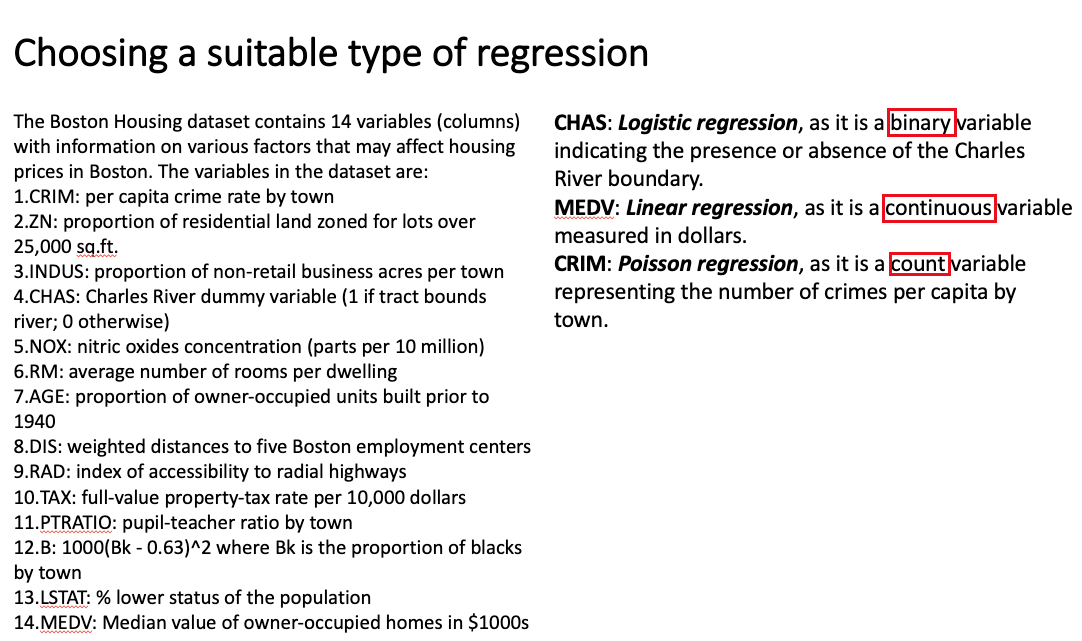 Choosing a suitable type of regression
The Boston Housing dataset contains 14 variables (columns)
with information on various factors that may affect housing
prices in Boston. The variables in the dataset are:
1.CRIM: per capita crime rate by town
2.ZN: proportion of residential land zoned for lots over
25,000 sq.ft.
3.INDUS: proportion of non-retail business acres per town
4.CHAS: Charles River dummy variable (1 if tract bounds
river; 0 otherwise)
5.NOX: nitric oxides concentration (parts per 10 million)
6.RM: average number of rooms per dwelling
7.AGE: proportion of owner-occupied units built prior to
1940
8.DIS: weighted distances to five Boston employment centers
9.RAD: index of accessibility to radial highways
10.TAX: full-value property-tax rate per 10,000 dollars
11.PTRATIO: pupil-teacher ratio by town
12.B: 1000(Bk - 0.63)^2 where Bk is the proportion of blacks
by town
13.LSTAT: % lower status of the population
14.MEDV: Median value of owner-occupied homes in $1000s
CHAS: Logistic regression, as it is a binary variable
indicating the presence or absence of the Charles
River boundary.
MEDV: Linear regression, as it is a continuous variable
measured in dollars.
CRIM: Poisson regression, as it is a count variable
representing the number of crimes per capita by
town.